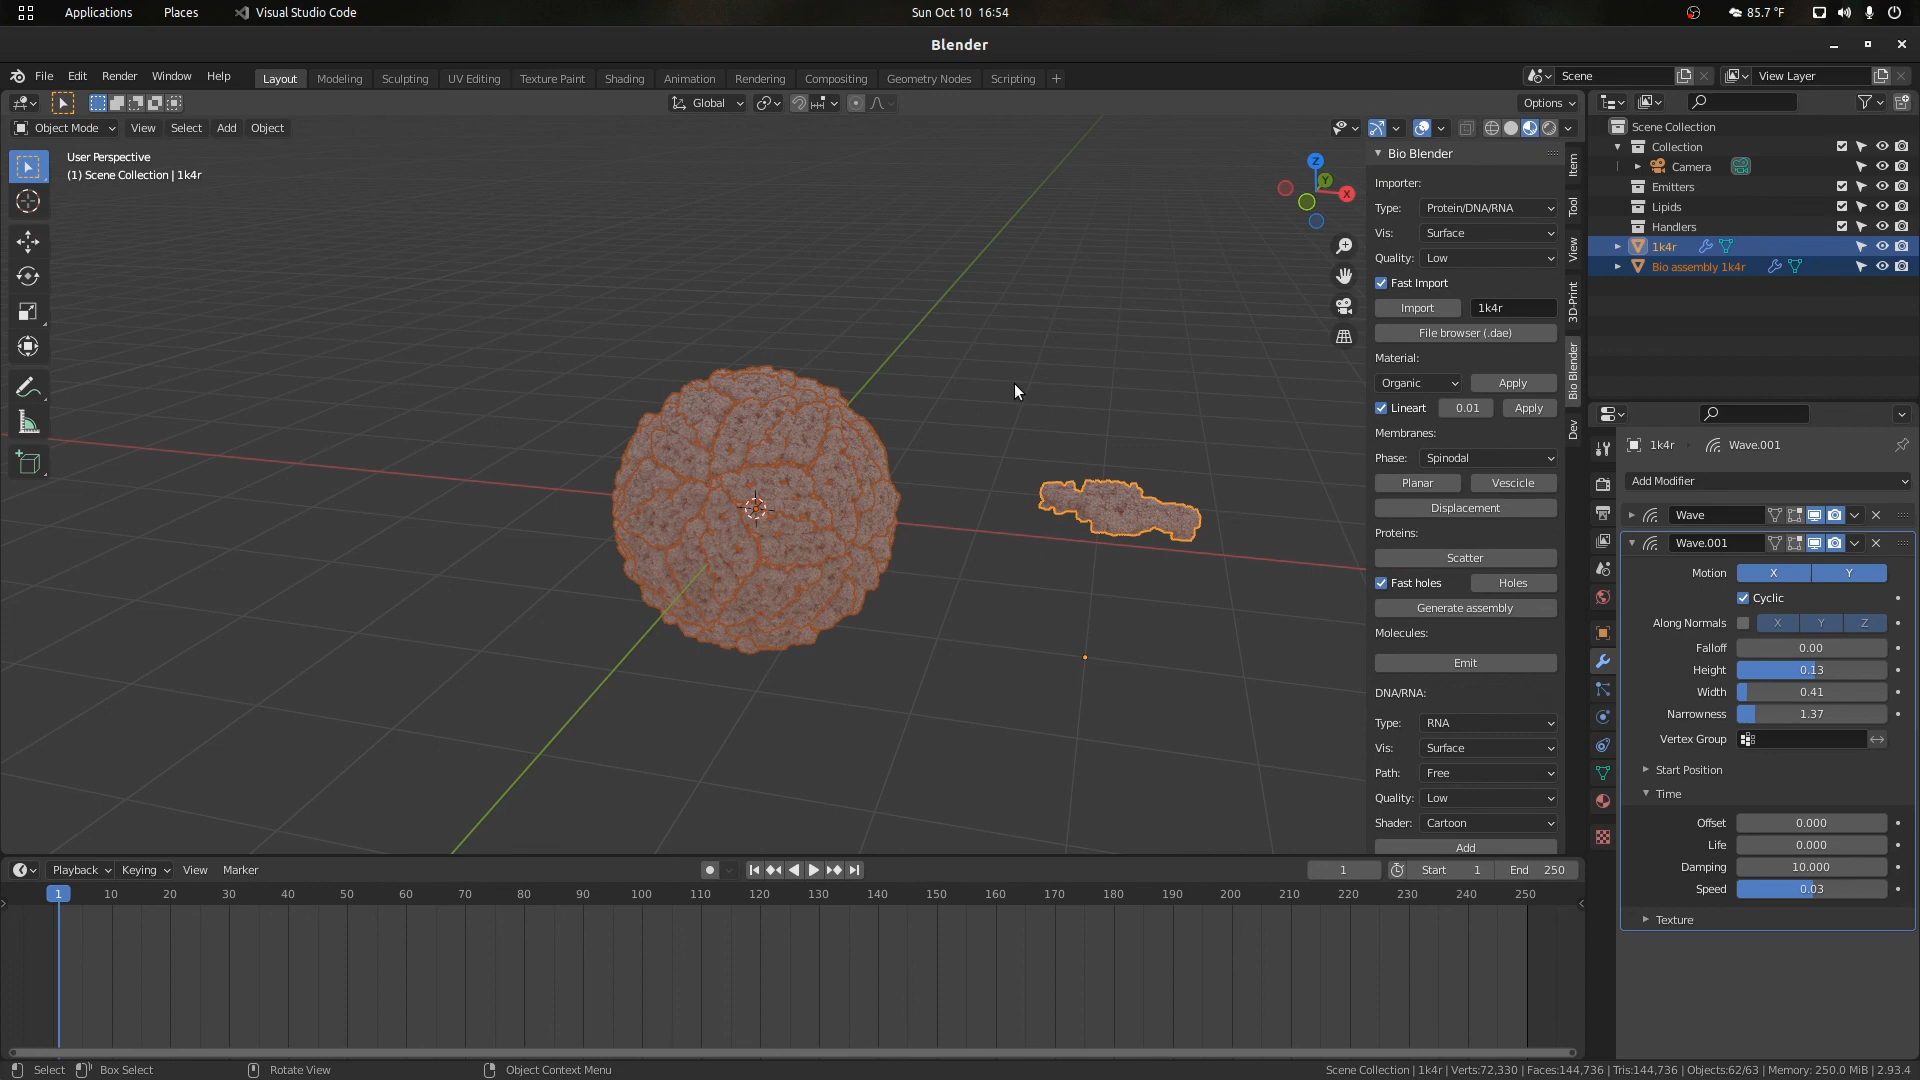 Applications Places Visual Studio Code Sun Oct 10 16:54 85.7 °F
Blender
File Edit Render Window Help Layout Modeling Sculpting UV Editing Texture Paint Shading Animation Rendering Compositing Geometry Nodes Scripting + Scene View Layer
Global Options
Object Mode View Select Add Object
User Perspective
(1) Scene Collection | 1k4r
Z
Y
X
Bio Blender
Importer:
Type: Protein/DNA/RNA
Vis: Surface
Quality: Low
Fast Import
Import 1k4r
File browser (.dae)
Material:
Organic Apply
Lineart 0.01 Apply
Membranes:
Phase: Spinodal
Planar Vescicle
Displacement
Proteins:
Scatter
Fast holes Holes
Generate assembly
Molecules:
Emit
DNA/RNA:
Type: RNA
Vis: Surface
Path: Free
Quality: Low
Shader: Cartoon
Add
Item
Tool
View
3D-Print
Bio Blender
Dev
Scene Collection
Collection
Camera
Emitters
Lipids
Handlers
1k4r
Bio assembly 1k4r
1k4r Wave.001
Add Modifier
Wave
Wave.001
Motion X Y
Cyclic
Along Normals X Y Z
Falloff 0.00
Height 0.13
Width 0.41
Narrowness 1.37
Vertex Group
Start Position
Time
Offset 0.000
Life 0.000
Damping 10.000
Speed 0.03
Texture
Playback Keying View Marker 1 Start 1 End 250
1 10 20 30 40 50 60 70 80 90 100 110 120 130 140 150 160 170 180 190 200 210 220 230 240 250
Select Box Select Rotate View Object Context Menu Scene Collection | 1k4r | Verts:72,330 | Faces:144,736 | Tris:144,736 | Objects:62/63 | Memory: 250.0 MiB | 2.93.4